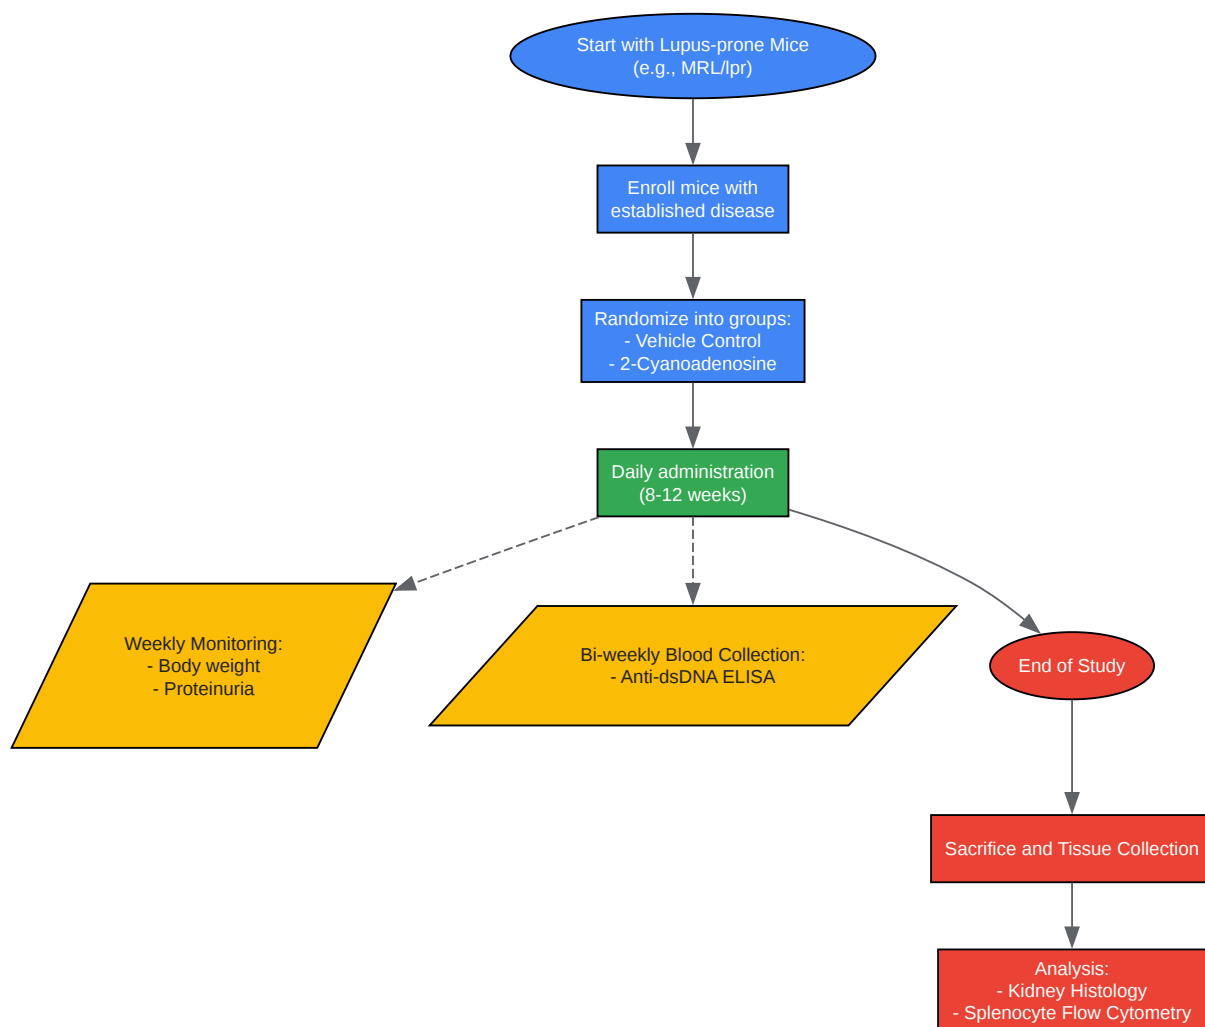 Start with Lupus-prone Mice
(e.g., MRL/lpr)
Enroll mice with
established disease
Randomize into groups:
- Vehicle Control
- 2-Cyanoadenosine
Daily administration
(8-12 weeks)
Weekly Monitoring:
- Body weight
- Proteinuria
Bi-weekly Blood Collection:
- Anti-dsDNA ELISA
End of Study
Sacrifice and Tissue Collection
Analysis:
- Kidney Histology
- Splenocyte Flow Cytometry